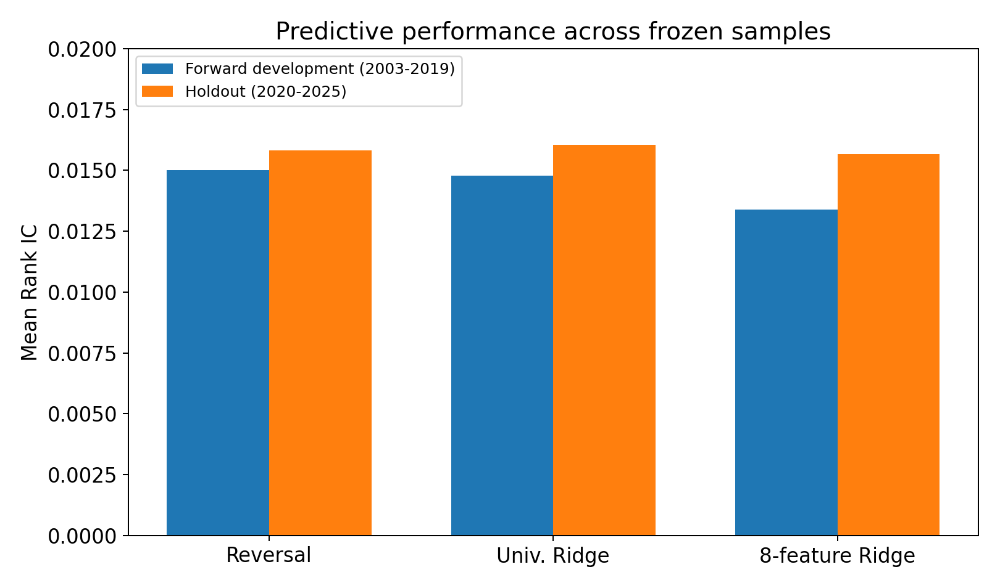 Predictive performance across frozen samples
Forward development (2003-2019)
Holdout (2020-2025)
Mean Rank IC
0.0200
0.0175
0.0150
0.0125
0.0100
0.0075
0.0050
0.0025
0.0000
Reversal
Univ. Ridge
8-feature Ridge